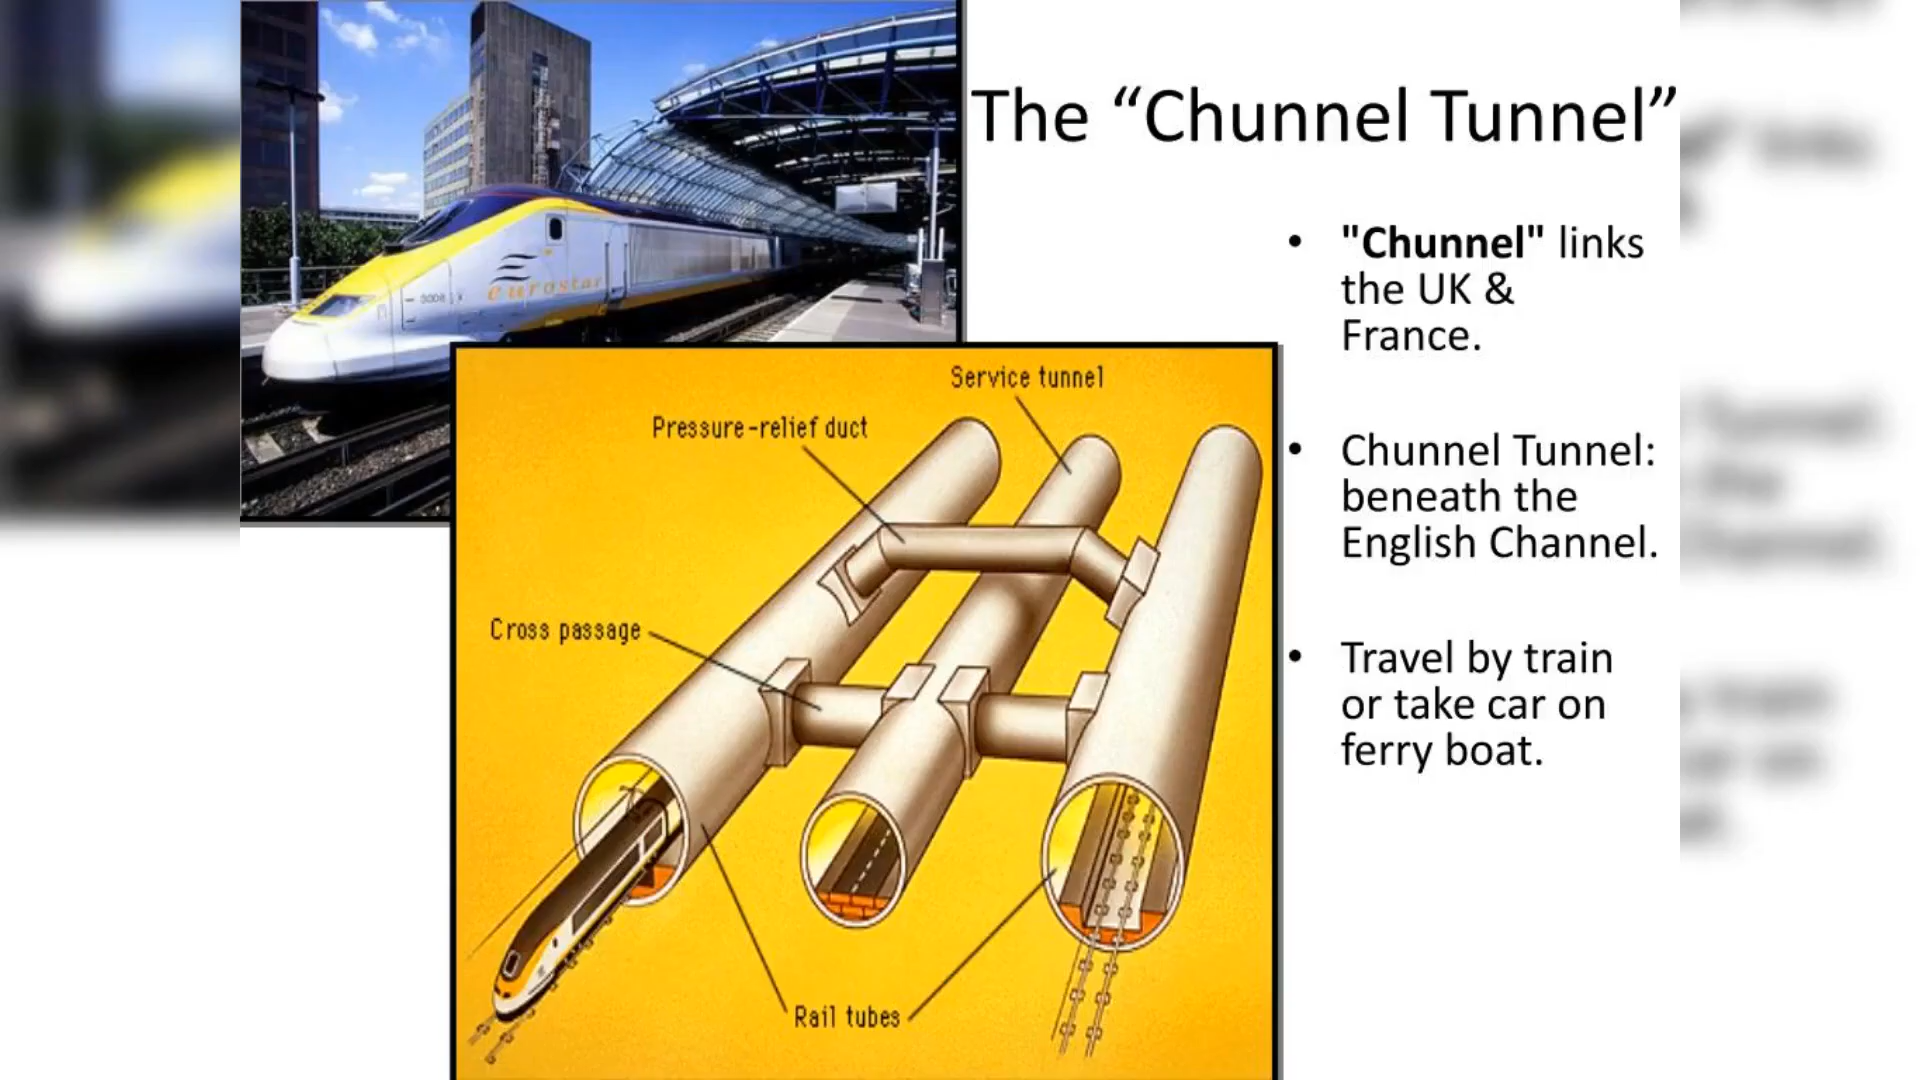 The “Chunnel Tunnel”
• "Chunnel" links
the UK &
France.
• Chunnel Tunnel:
beneath the
English Channel.
• Travel by train
or take car on
ferry boat.
eurostar
Service tunnel
Pressure-relief duct
Cross passage
Rail tubes